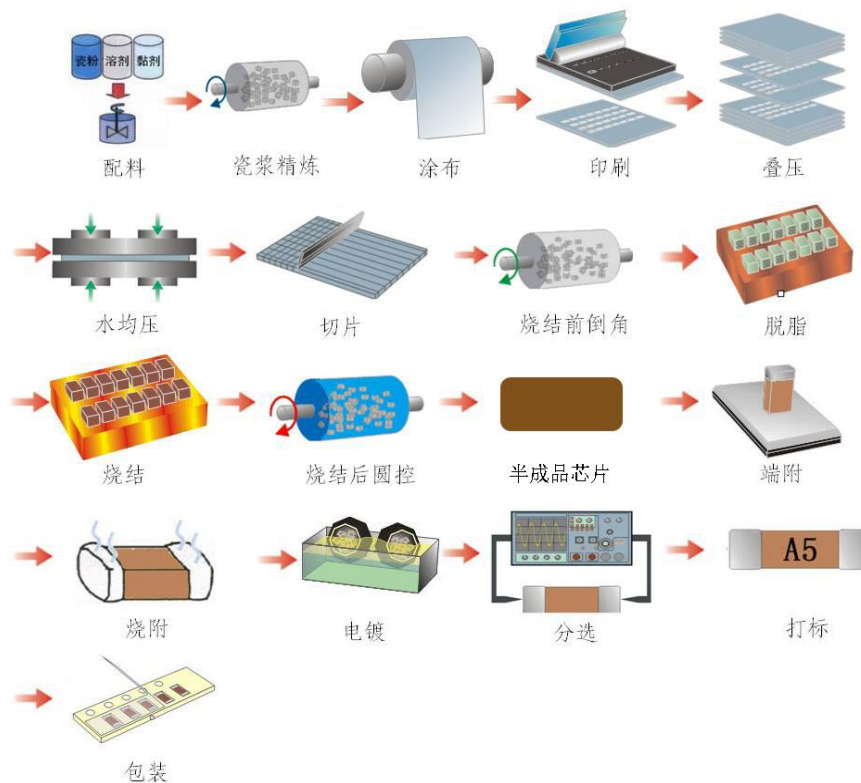 瓷粉 溶剂 黏剂
配料 瓷浆精炼 涂布 印刷 叠压
水均压 切片 烧结前倒角 脱脂
烧结 烧结后圆控 半成品芯片 端附
A5
烧附 电镀 分选 打标
包装